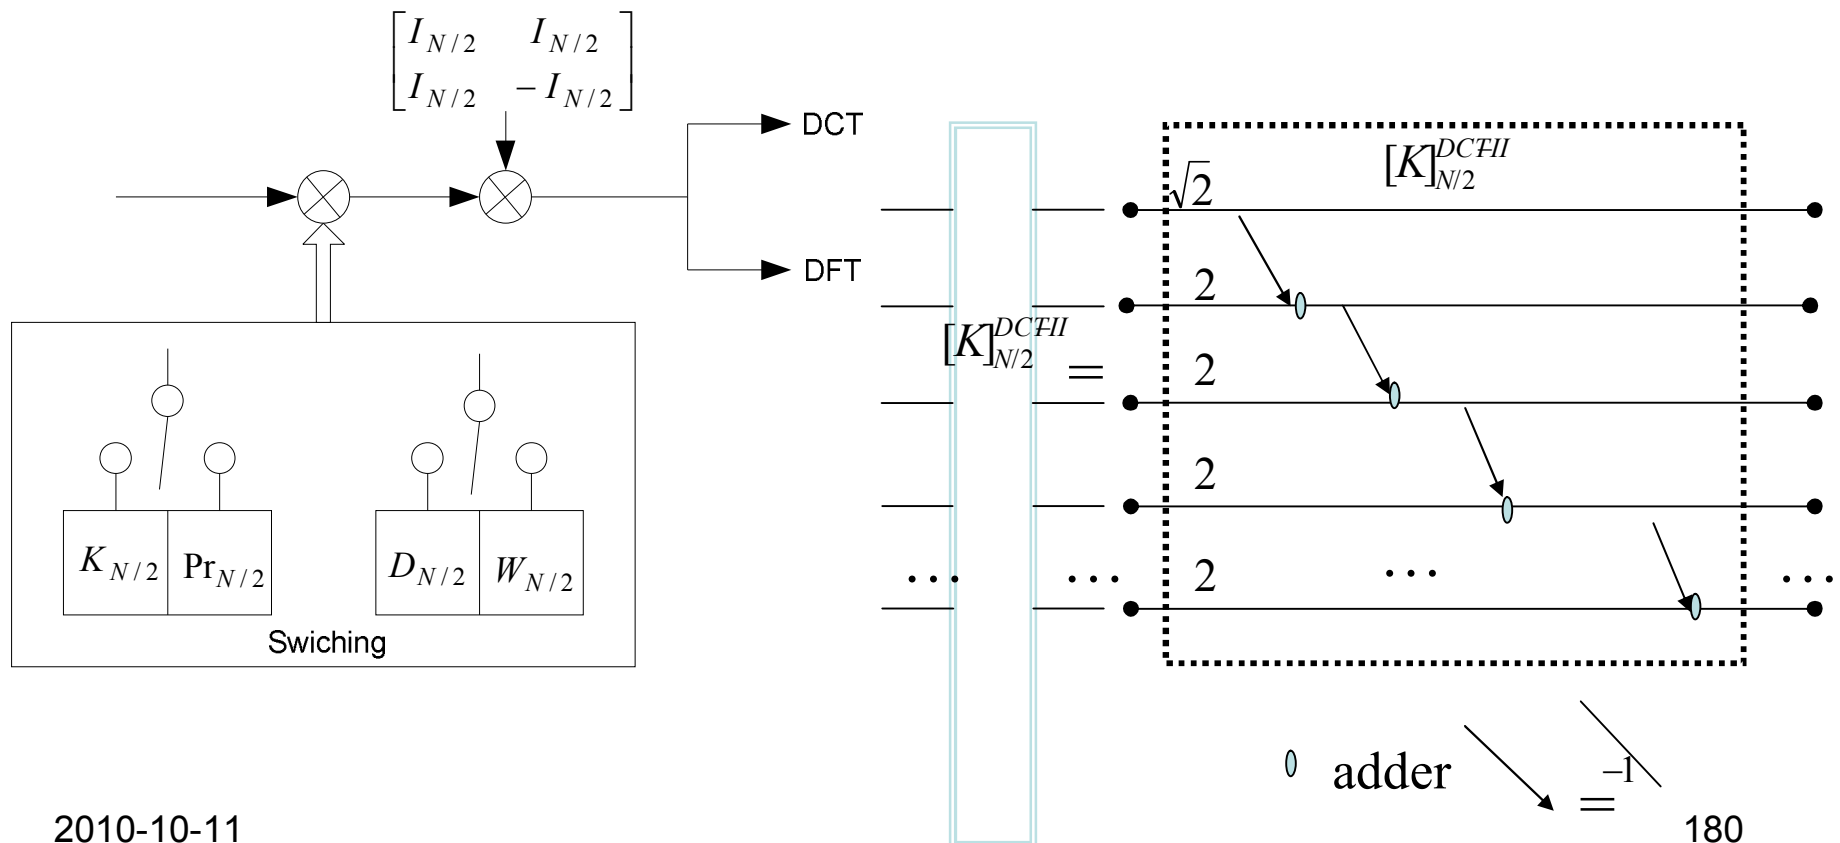 [ I_{N/2} I_{N/2} ]
[ I_{N/2} − I_{N/2} ]
DCT
DFT
K_{N/2} Pr_{N/2} D_{N/2} W_{N/2}
Swiching
[K]_{N/2}^{DCT-II}
=
[K]_{N/2}^{DCT-II}
√2
2
2
2
... ... 2 ... ...
adder
= −1
2010-10-11
180